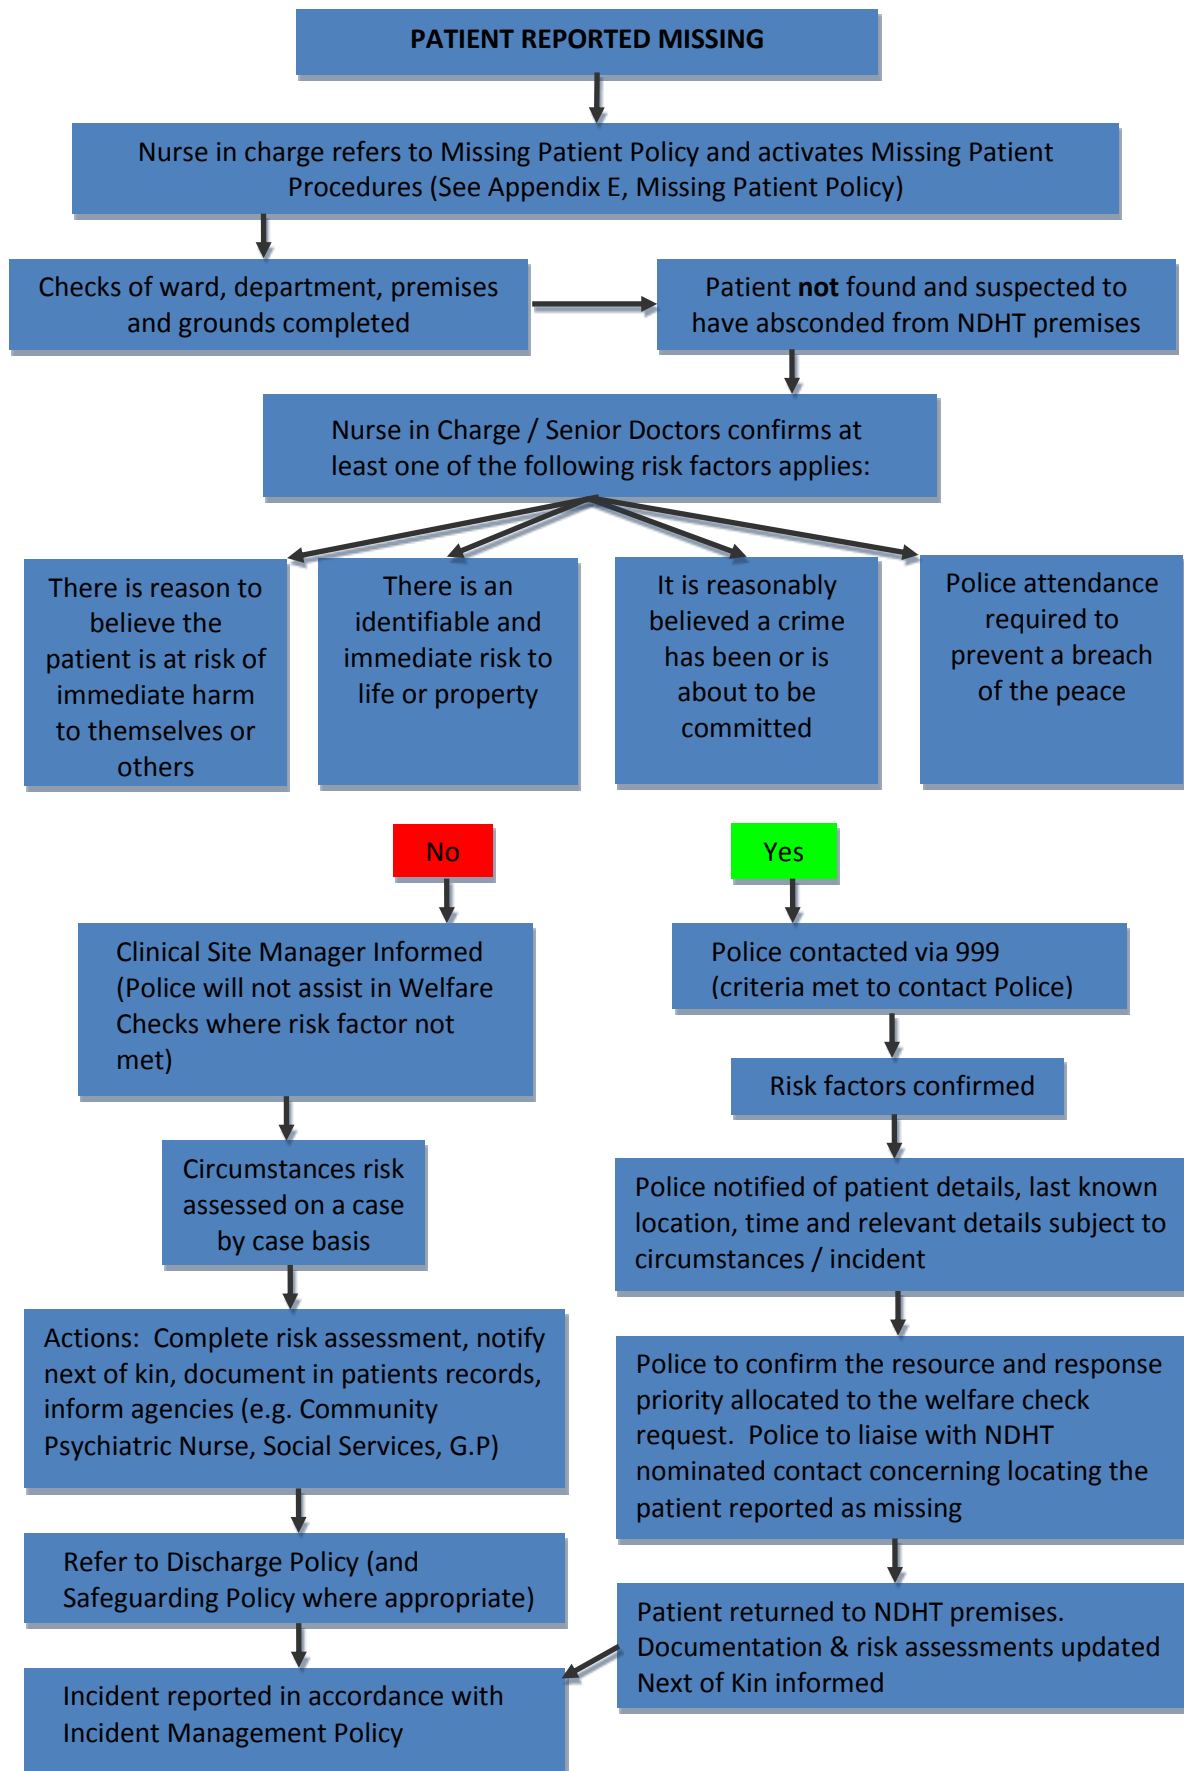 PATIENT REPORTED MISSING
Nurse in charge refers to Missing Patient Policy and activates Missing Patient
Procedures (See Appendix E, Missing Patient Policy)
Checks of ward, department, premises
and grounds completed
Patient not found and suspected to
have absconded from NDHT premises
Nurse in Charge / Senior Doctors confirms at
least one of the following risk factors applies:
There is reason to
believe the
patient is at risk of
immediate harm
to themselves or
others
There is an
identifiable and
immediate risk to
life or property
It is reasonably
believed a crime
has been or is
about to be
committed
Police attendance
required to
prevent a breach
of the peace
No
Yes
Clinical Site Manager Informed
(Police will not assist in Welfare
Checks where risk factor not
met)
Circumstances risk
assessed on a case
by case basis
Actions:  Complete risk assessment, notify
next of kin, document in patients records,
inform agencies (e.g. Community
Psychiatric Nurse, Social Services, G.P)
Refer to Discharge Policy (and
Safeguarding Policy where appropriate)
Incident reported in accordance with
Incident Management Policy
Police contacted via 999
(criteria met to contact Police)
Risk factors confirmed
Police notified of patient details, last known
location, time and relevant details subject to
circumstances / incident
Police to confirm the resource and response
priority allocated to the welfare check
request.  Police to liaise with NDHT
nominated contact concerning locating the
patient reported as missing
Patient returned to NDHT premises.
Documentation & risk assessments updated
Next of Kin informed